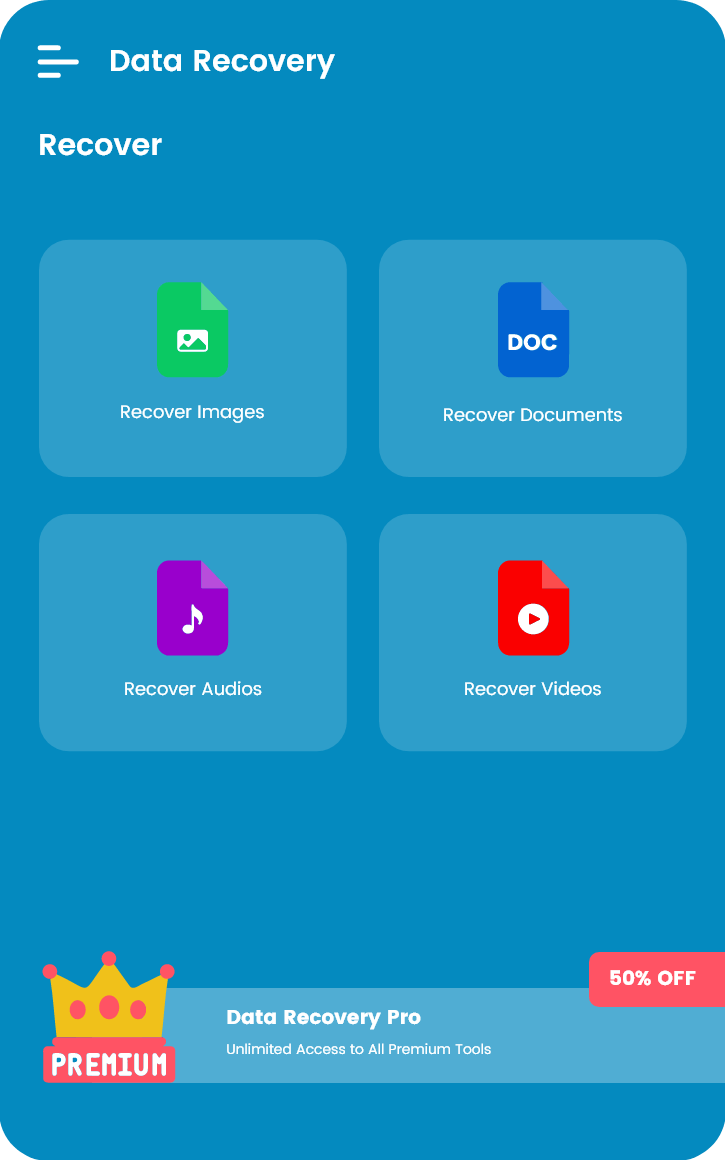 Data Recovery
Recover
Recover Images
DOC
Recover Documents
Recover Audios
Recover Videos
50% OFF
Data Recovery Pro
Unlimited Access to All Premium Tools
PREMIUM